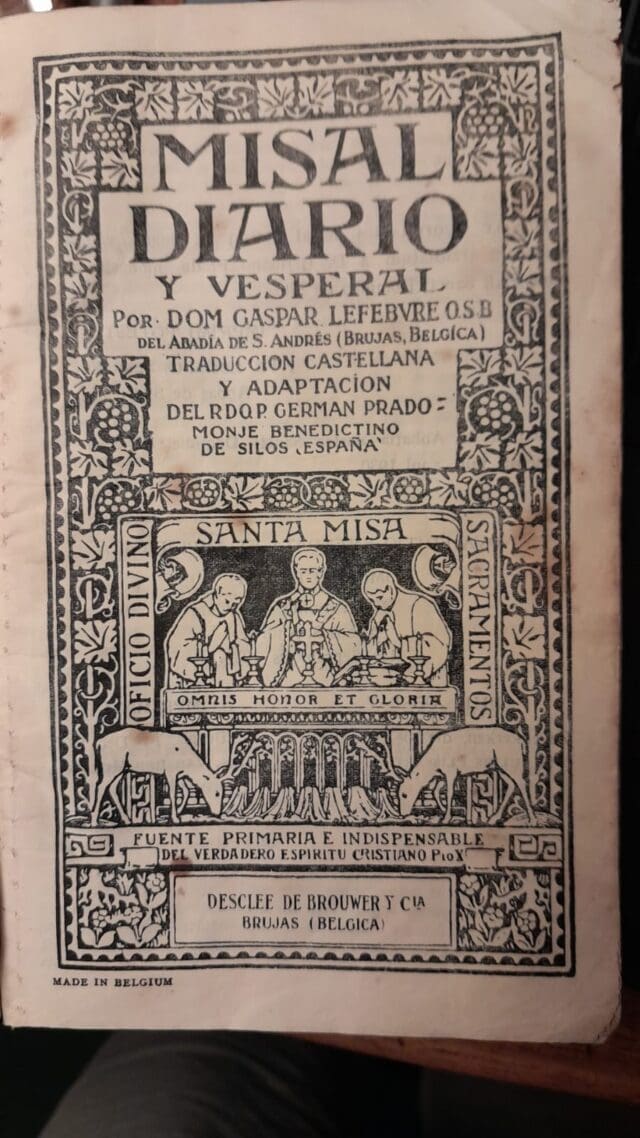 MISAL
DIARIO
Y VESPERAL
POR· DOM GASPAR LEFEBVRE O.S.B
DEL ABADÍA DE S. ANDRÉS (BRUJAS, BELGÍCA)
TRADUCCION CASTELLANA
Y ADAPTACION
DEL RDO P. GERMAN PRADO
MONJE BENEDICTINO
DE SILOS (ESPAÑA)
SANTA MISA
OFICIO DIVINO
SACRAMENTOS
OMNIS HONOR ET GLORIA
FUENTE PRIMARIA E INDISPENSABLE
DEL VERDADERO ESPIRITU CRISTIANO PIO X
DESCLEE DE BROUWER Y CIA
BRUJAS (BELGICA)
MADE IN BELGIUM